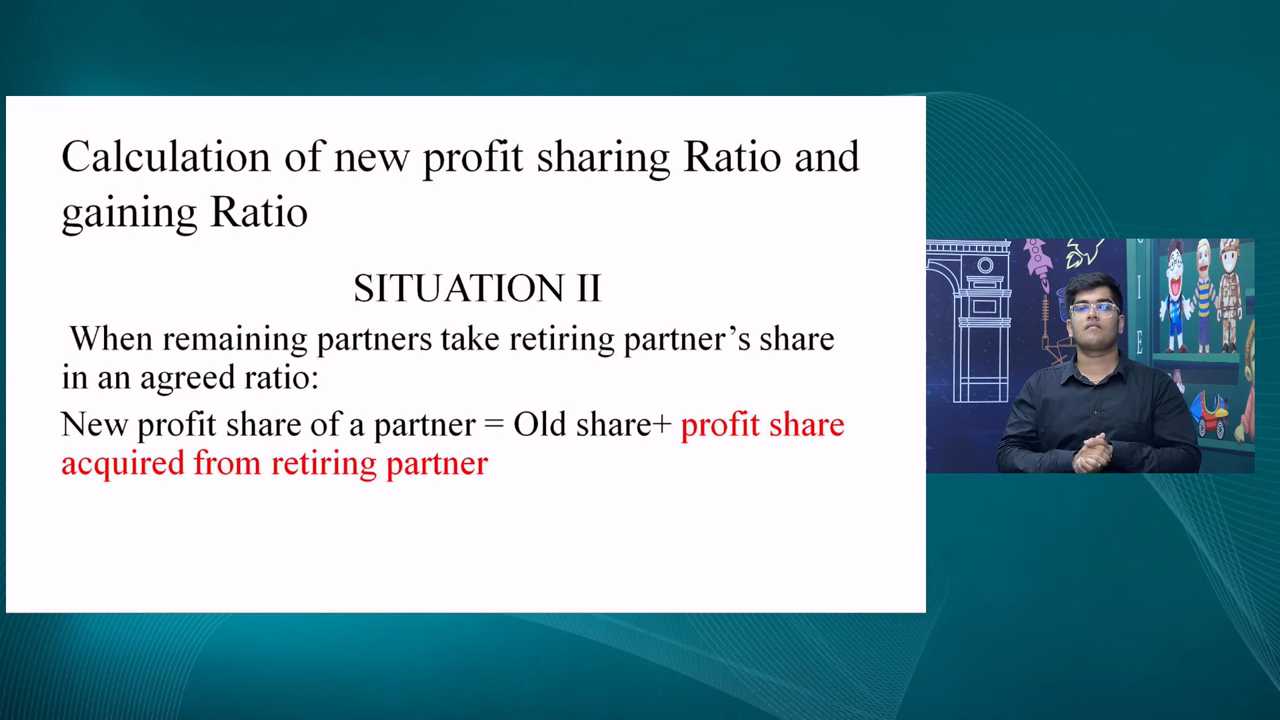 Calculation of new profit sharing Ratio and
gaining Ratio
SITUATION II
When remaining partners take retiring partner’s share
in an agreed ratio:
New profit share of a partner = Old share+ profit share
acquired from retiring partner
I
E